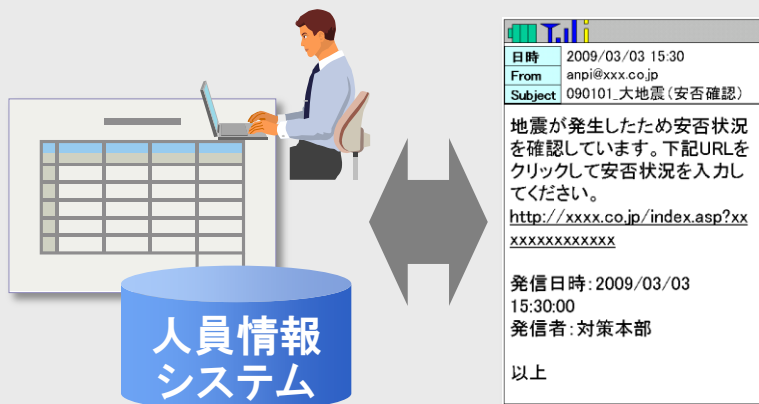 人員情報
システム
日時 2009/03/03 15:30
From anpi@xxx.co.jp
Subject 090101_大地震(安否確認)
地震が発生したため安否状況
を確認しています。下記URLを
クリックして安否状況を入力し
てください。
http://xxxx.co.jp/index.asp?xx
xxxxxxxxxxxx
発信日時:2009/03/03
15:30:00
発信者:対策本部
以上